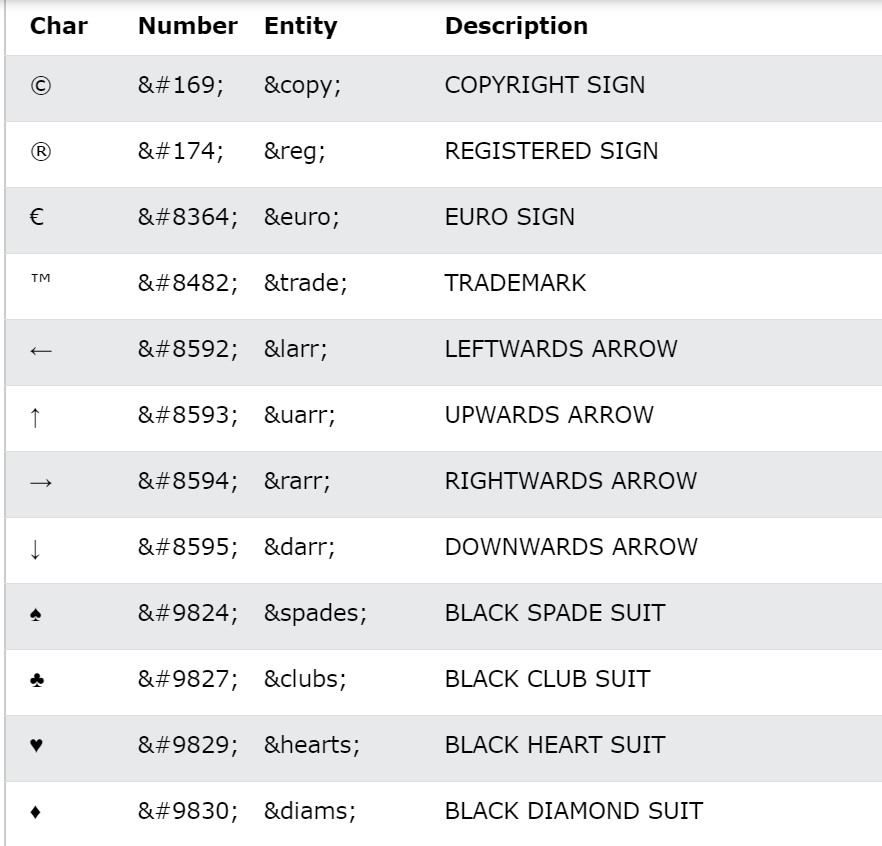 Char Number Entity Description
© &#169; &copy; COPYRIGHT SIGN
® &#174; &reg; REGISTERED SIGN
€ &#8364; &euro; EURO SIGN
™ &#8482; &trade; TRADEMARK
← &#8592; &larr; LEFTWARDS ARROW
↑ &#8593; &uarr; UPWARDS ARROW
→ &#8594; &rarr; RIGHTWARDS ARROW
↓ &#8595; &darr; DOWNWARDS ARROW
♠ &#9824; &spades; BLACK SPADE SUIT
♣ &#9827; &clubs; BLACK CLUB SUIT
♥ &#9829; &hearts; BLACK HEART SUIT
♦ &#9830; &diams; BLACK DIAMOND SUIT